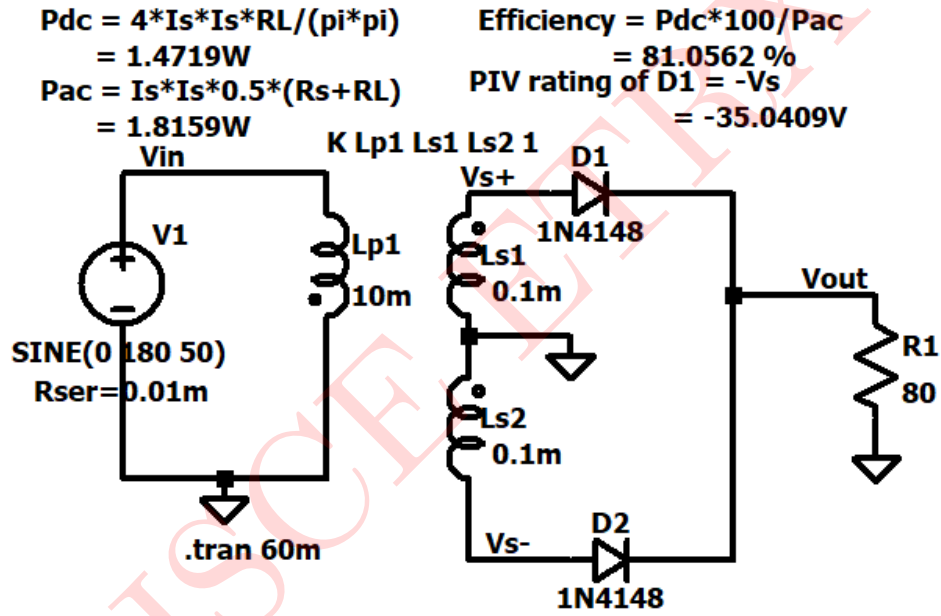 Pdc = 4*Is*Is*RL/(pi*pi)
= 1.4719W
Pac = Is*Is*0.5*(Rs+RL)
= 1.8159W
Efficiency = Pdc*100/Pac
= 81.0562 %
PIV rating of D1 = -Vs
= -35.0409V
K Lp1 Ls1 Ls2 1
Vin
V1
SINE(0 180 50)
Rser=0.01m
Lp1
10m
.tran 60m
Vs+
D1
1N4148
Ls1
0.1m
Ls2
0.1m
Vs-
D2
1N4148
Vout
R1
80
ISCE ETRX